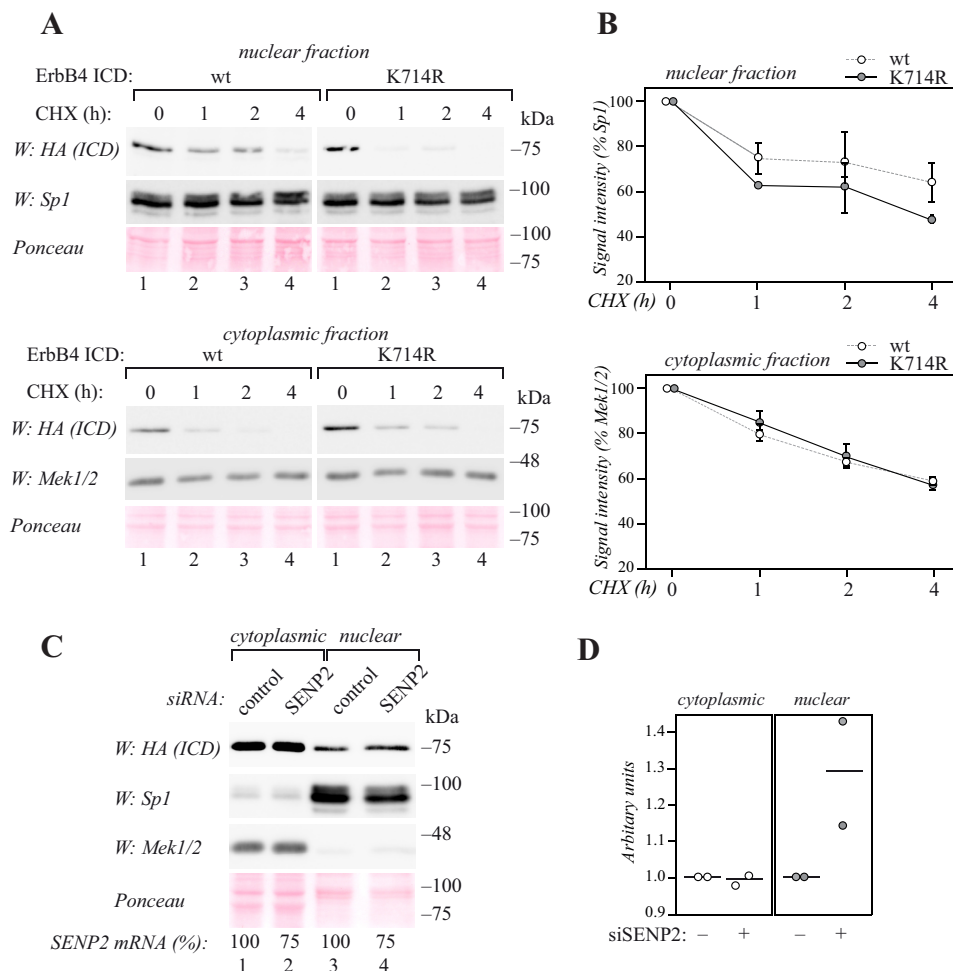 A
nuclear fraction
ErbB4 ICD: wt K714R
CHX (h): 0 1 2 4 0 1 2 4 kDa
W: HA (ICD) –75
W: Sp1 –100
Ponceau –100
–75
1 2 3 4 1 2 3 4
cytoplasmic fraction
ErbB4 ICD: wt K714R
CHX (h): 0 1 2 4 0 1 2 4 kDa
W: HA (ICD) –75
W: Mek1/2 –48
Ponceau –100
–75
1 2 3 4 1 2 3 4
B
wt
K714R
nuclear fraction
Signal intensity (% Sp1)
100
80
60
40
20
CHX (h) 0 1 2 4
wt
K714R
cytoplasmic fraction
Signal intensity (% Mek1/2)
100
80
60
40
20
CHX (h) 0 1 2 4
C
cytoplasmic nuclear
siRNA: control SENP2 control SENP2
kDa
W: HA (ICD) –75
W: Sp1 –100
W: Mek1/2 –48
Ponceau –100
–75
SENP2 mRNA (%): 100 75 100 75
1 2 3 4
D
cytoplasmic nuclear
Arbitary units
1.4
1.3
1.2
1.1
1.0
0.9
siSENP2: – + – +